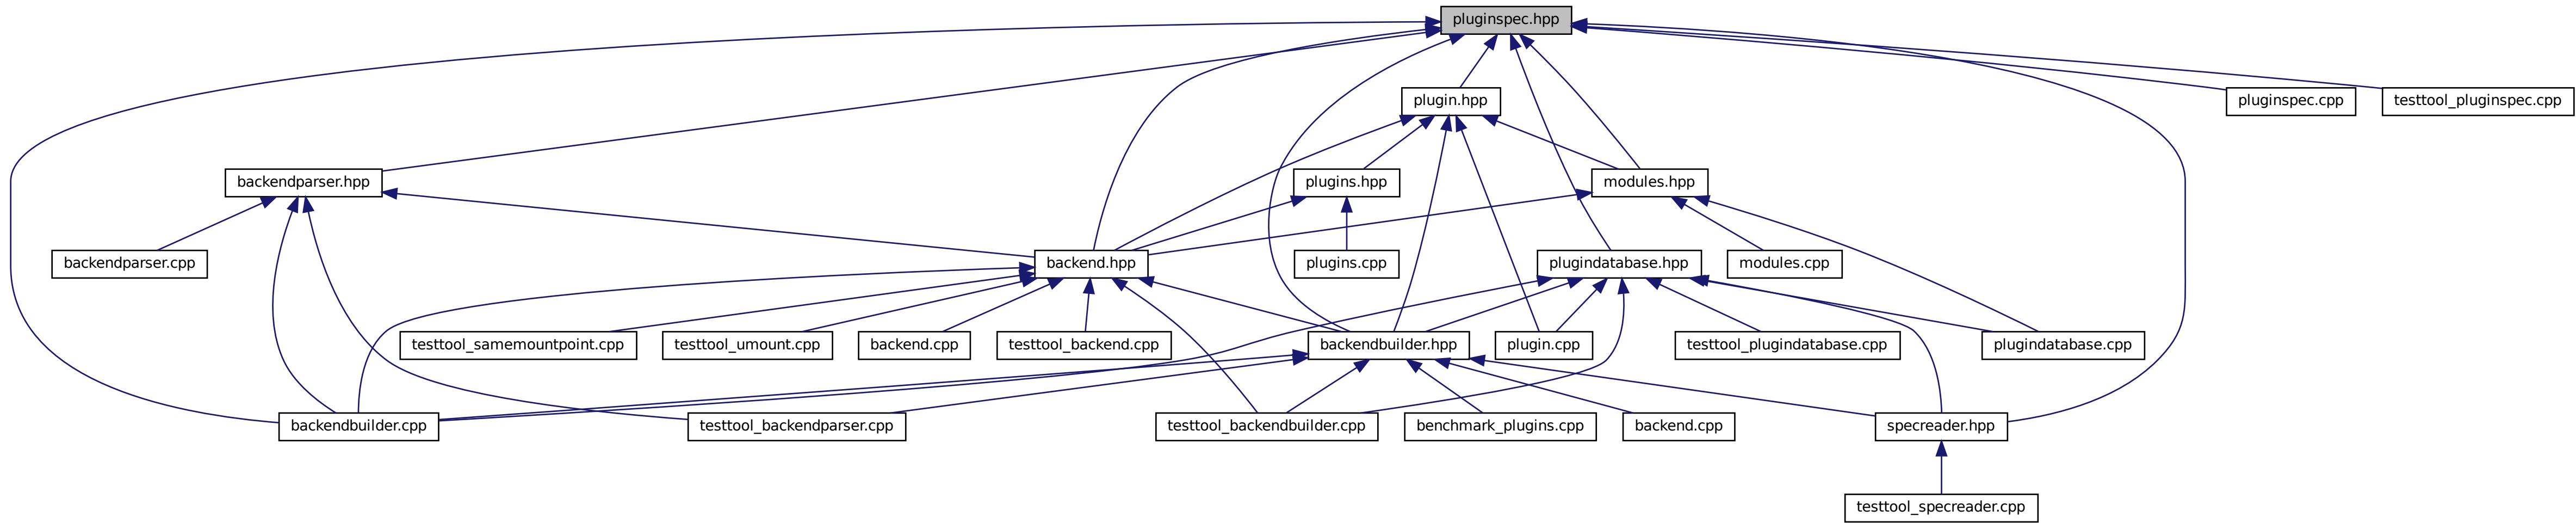 pluginspec.hpp
plugin.hpp
pluginspec.cpp
testtool_pluginspec.cpp
backendparser.hpp
plugins.hpp
modules.hpp
backendparser.cpp
backend.hpp
plugins.cpp
plugindatabase.hpp
modules.cpp
testtool_samemountpoint.cpp
testtool_umount.cpp
backend.cpp
testtool_backend.cpp
backendbuilder.hpp
plugin.cpp
testtool_plugindatabase.cpp
plugindatabase.cpp
backendbuilder.cpp
testtool_backendparser.cpp
testtool_backendbuilder.cpp
benchmark_plugins.cpp
backend.cpp
specreader.hpp
testtool_specreader.cpp